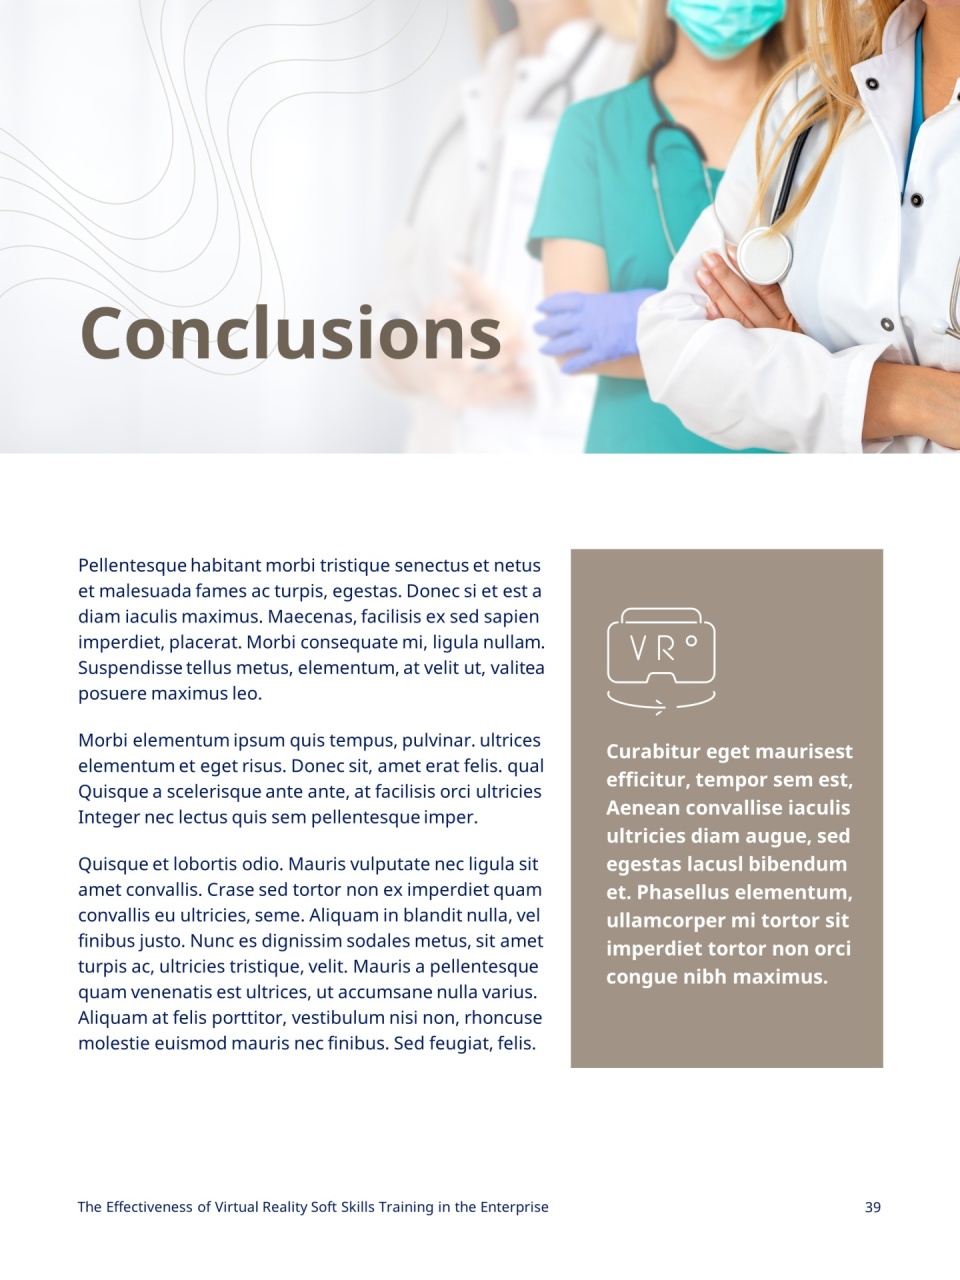 Conclusions
Pellentesque habitant morbi tristique senectus et netus
et malesuada fames ac turpis, egestas. Donec si et est a
diam iaculis maximus. Maecenas, facilisis ex sed sapien
imperdiet, placerat. Morbi consequate mi, ligula nullam.
Suspendisse tellus metus, elementum, at velit ut, valitea
posuere maximus leo.
Morbi elementum ipsum quis tempus, pulvinar. ultrices
elementum et eget risus. Donec sit, amet erat felis. qual
Quisque a scelerisque ante ante, at facilisis orci ultricies
Integer nec lectus quis sem pellentesque imper.
Quisque et lobortis odio. Mauris vulputate nec ligula sit
amet convallis. Crase sed tortor non ex imperdiet quam
convallis eu ultricies, seme. Aliquam in blandit nulla, vel
finibus justo. Nunc es dignissim sodales metus, sit amet
turpis ac, ultricies tristique, velit. Mauris a pellentesque
quam venenatis est ultrices, ut accumsane nulla varius.
Aliquam at felis porttitor, vestibulum nisi non, rhoncuse
molestie euismod mauris nec finibus. Sed feugiat, felis.
VR°
Curabitur eget maurisest
efficitur, tempor sem est,
Aenean convallise iaculis
ultricies diam augue, sed
egestas lacusl bibendum
et. Phasellus elementum,
ullamcorper mi tortor sit
imperdiet tortor non orci
congue nibh maximus.
The Effectiveness of Virtual Reality Soft Skills Training in the Enterprise
39